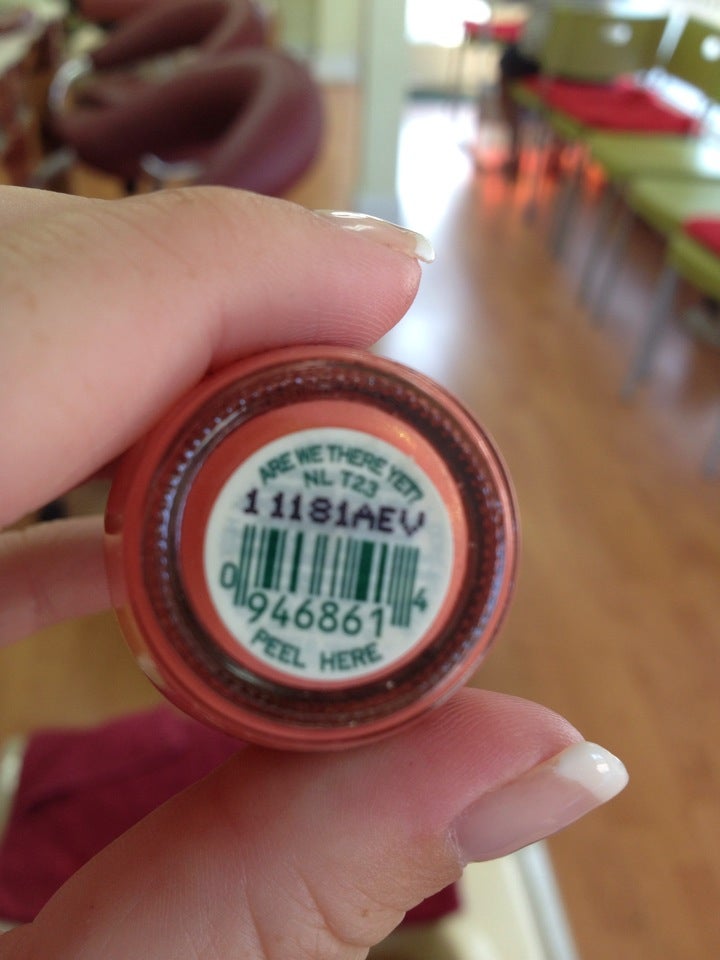 ARE WE THERE YET?
NL T23
11181AEV
0 946861 4
PEEL HERE